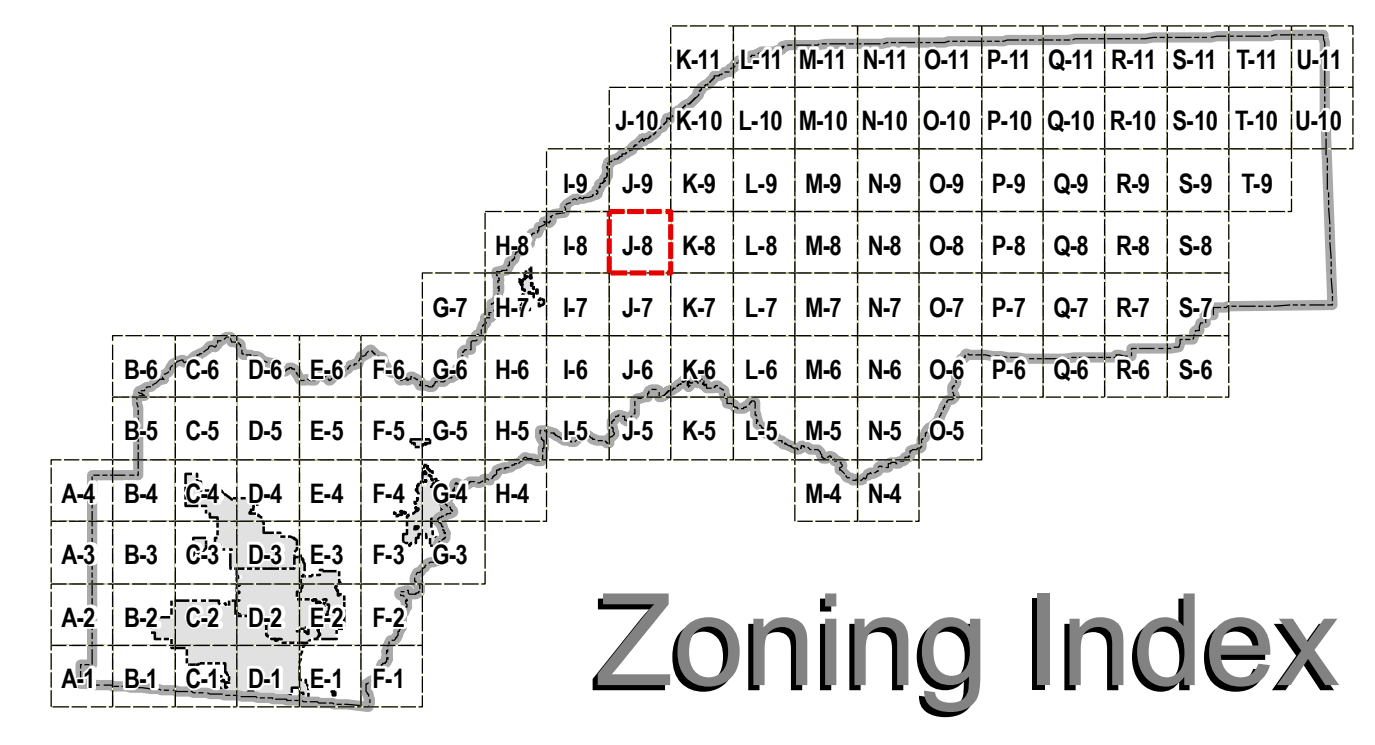 K-11 L-11 M-11 N-11 O-11 P-11 Q-11 R-11 S-11 T-11 U-11
J-10 K-10 L-10 M-10 N-10 O-10 P-10 Q-10 R-10 S-10 T-10 U-10
I-9 J-9 K-9 L-9 M-9 N-9 O-9 P-9 Q-9 R-9 S-9 T-9
H-8 I-8 J-8 K-8 L-8 M-8 N-8 O-8 P-8 Q-8 R-8 S-8
G-7 H-7 I-7 J-7 K-7 L-7 M-7 N-7 O-7 P-7 Q-7 R-7 S-7
B-6 C-6 D-6 E-6 F-6 G-6 H-6 I-6 J-6 K-6 L-6 M-6 N-6 O-6 P-6 Q-6 R-6 S-6
B-5 C-5 D-5 E-5 F-5 G-5 H-5 I-5 J-5 K-5 L-5 M-5 N-5 O-5
A-4 B-4 C-4 D-4 E-4 F-4 G-4 H-4 M-4 N-4
A-3 B-3 C-3 D-3 E-3 F-3 G-3
A-2 B-2 C-2 D-2 E-2 F-2
A-1 B-1 C-1 D-1 E-1 F-1
Zoning Index